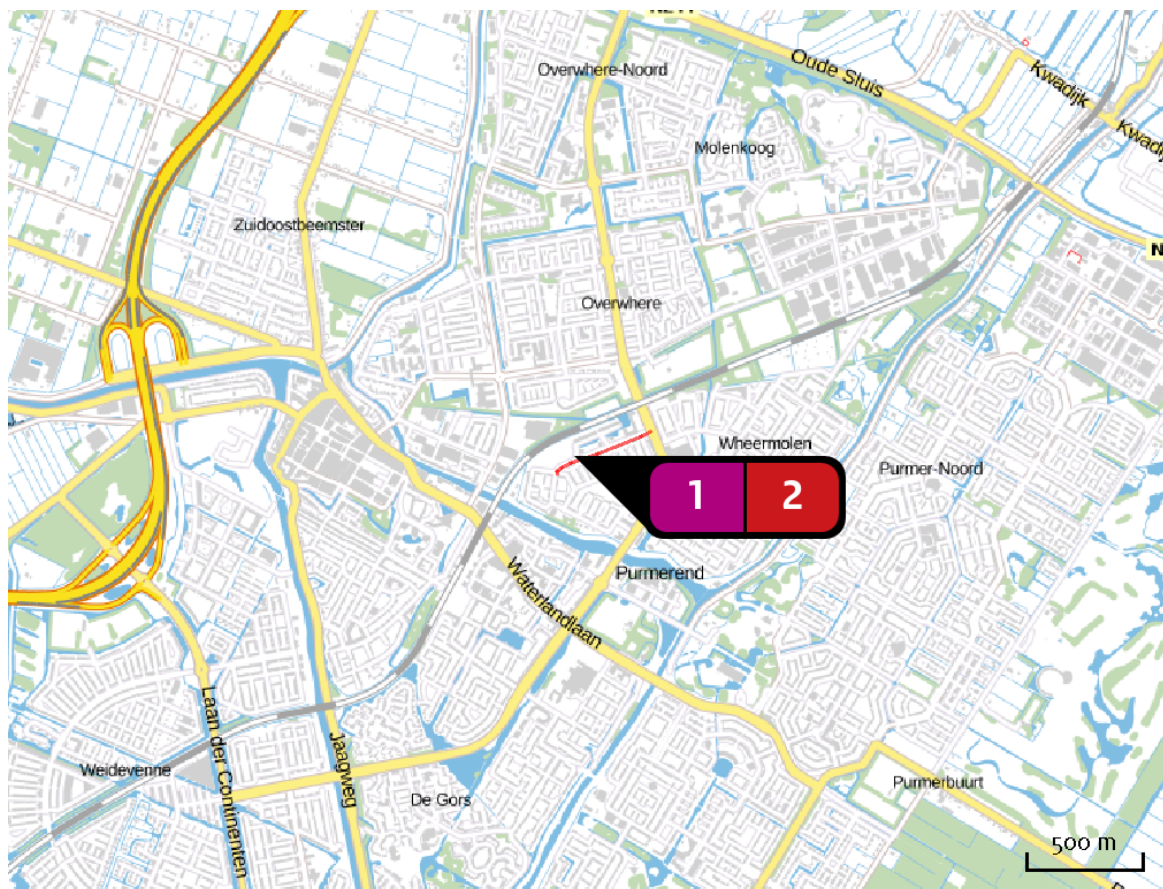 Overwhere-Noord
Oude Sluis
Kwadijk
Molenkoog
Zuidoostbeemster
N
Overwhere
Wheermolen
Purmer-Noord
1 2
Purmerend
Waterlandlaan
Laan der Continenten
Jaagweg
Weidevenne
De Gors
Purmerbuurt
500 m